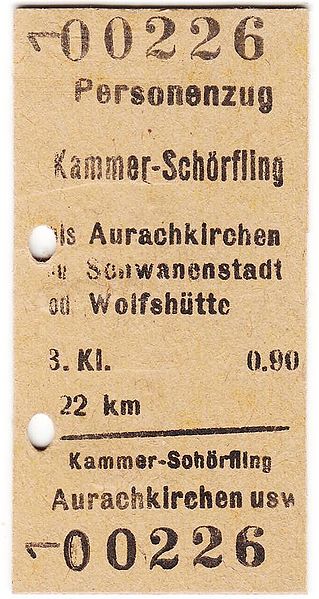 00226
Personenzug
Kammer-Schörfling
bis Aurachkirchen
Schwanenstadt
od Wolfshütte
3. Kl. 0.90
22 km
Kammer-Schörfling
Aurachkirchen usw
00226